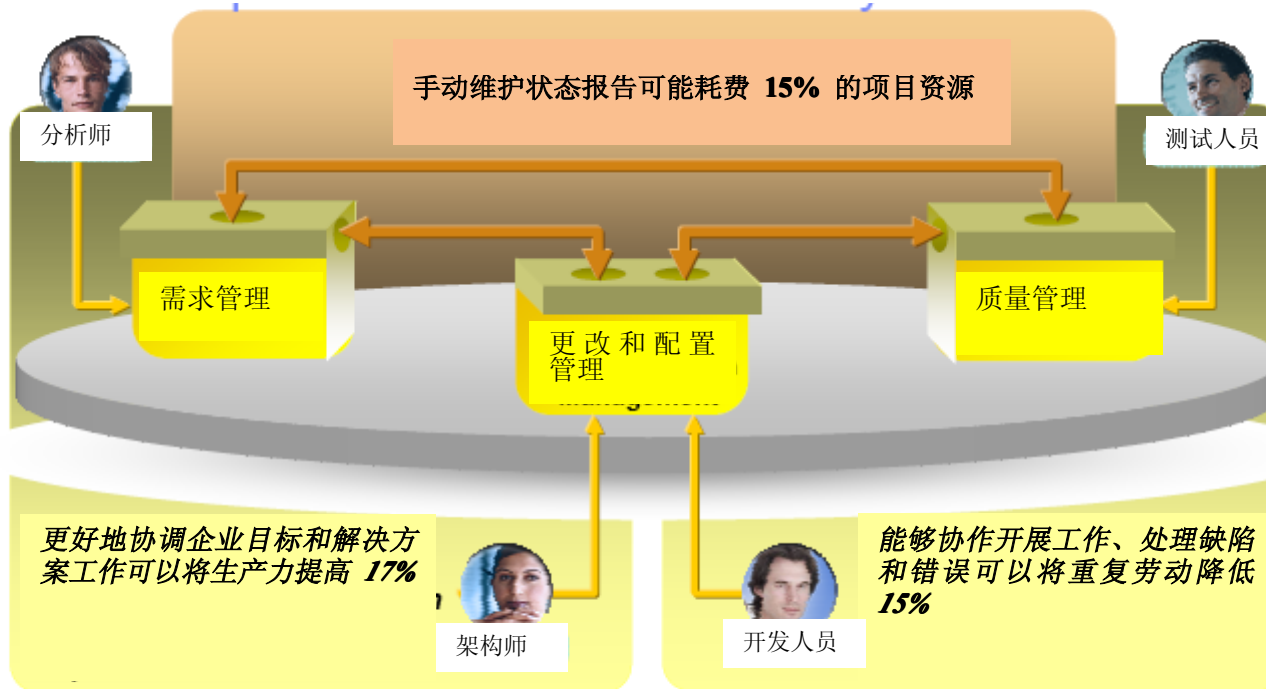 手动维护状态报告可能耗费 15% 的项目资源
分析师
测试人员
需求管理
质量管理
更改和配置
管理
更好地协调企业目标和解决方
案工作可以将生产力提高 17%
能够协作开展工作、处理缺陷
和错误可以将重复劳动降低
15%
架构师
开发人员